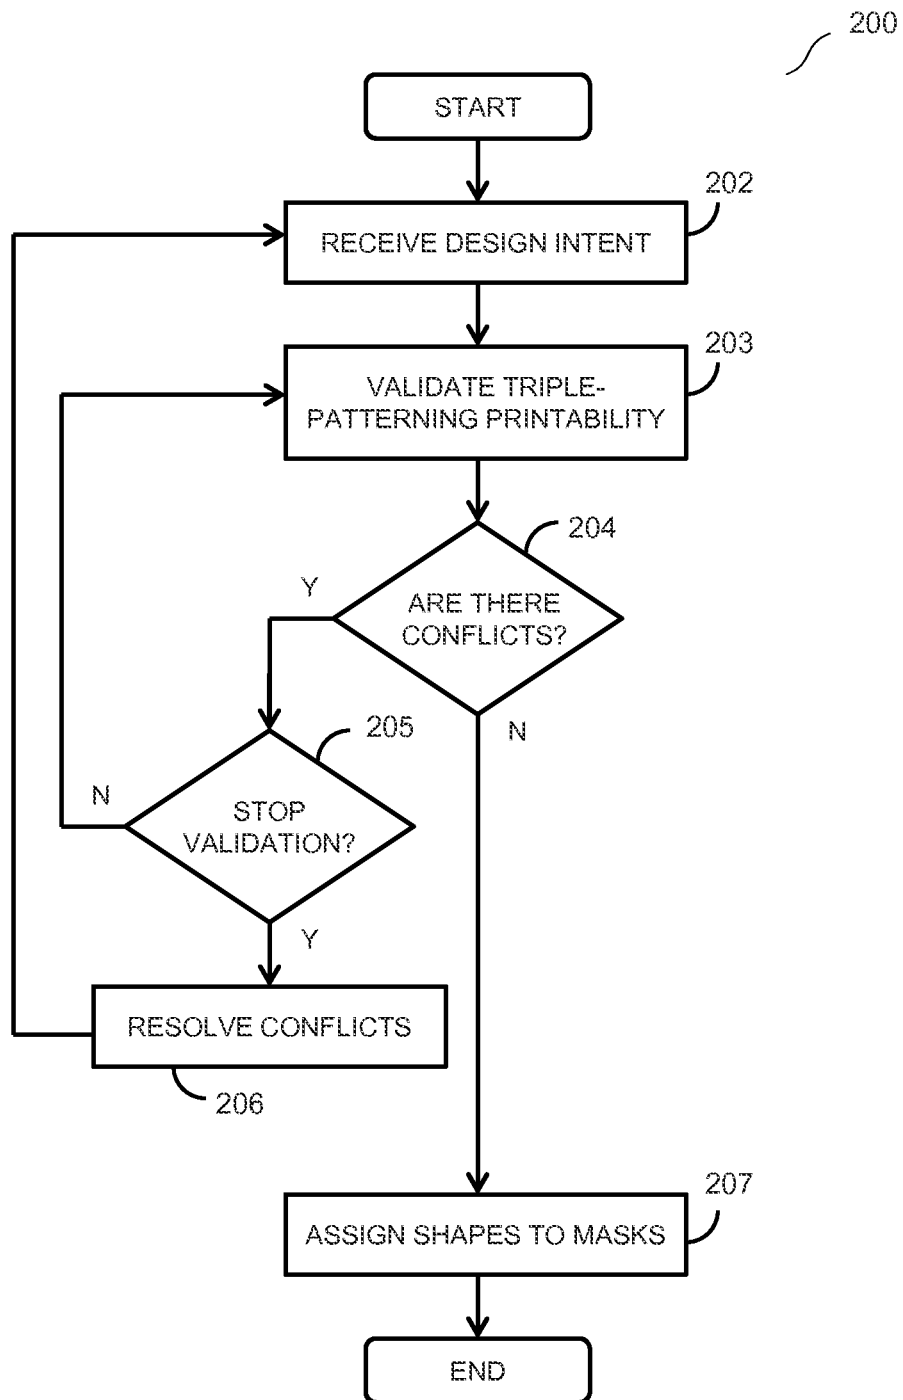 200
START
202
RECEIVE DESIGN INTENT
203
VALIDATE TRIPLE-
PATTERNING PRINTABILITY
204
Y
ARE THERE
CONFLICTS?
N
205
N
STOP
VALIDATION?
Y
RESOLVE CONFLICTS
206
207
ASSIGN SHAPES TO MASKS
END